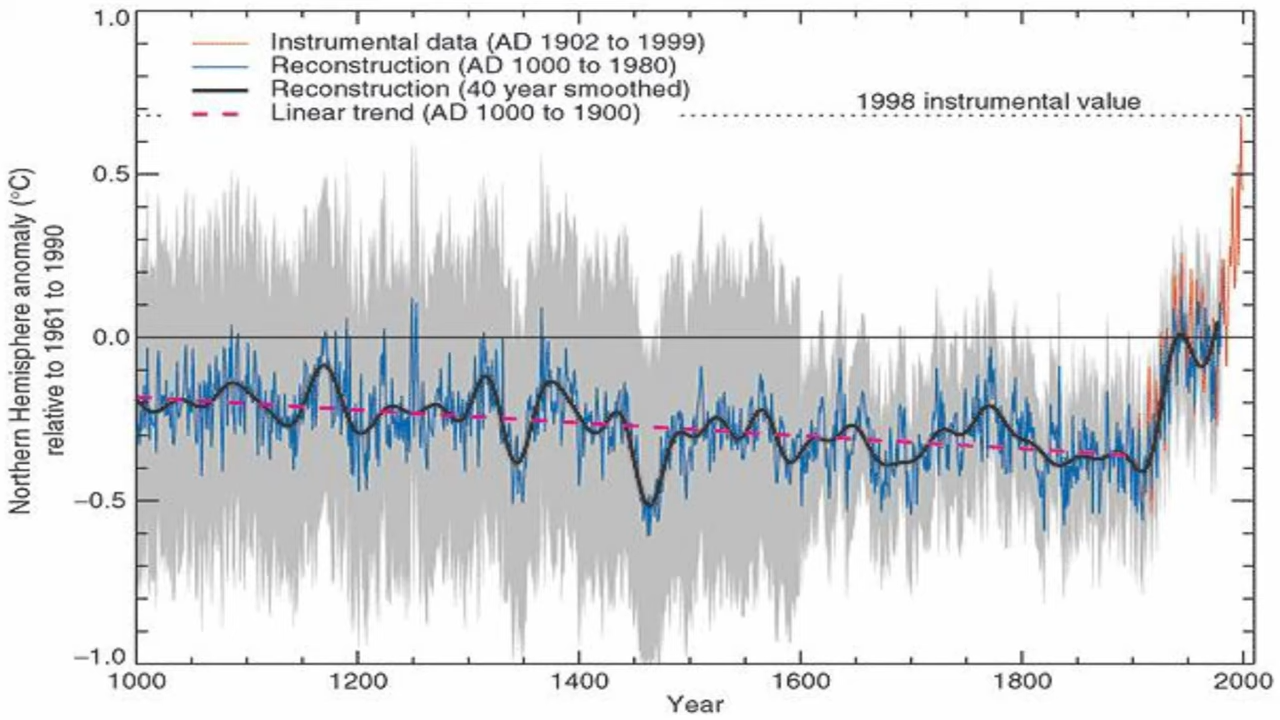 1.0
Instrumental data (AD 1902 to 1999)
Reconstruction (AD 1000 to 1980)
Reconstruction (40 year smoothed)
Linear trend (AD 1000 to 1900)
1998 instrumental value
0.5
0.0
−0.5
−1.0
Northern Hemisphere anomaly (°C)
relative to 1961 to 1990
1000 1200 1400 1600 1800 2000
Year